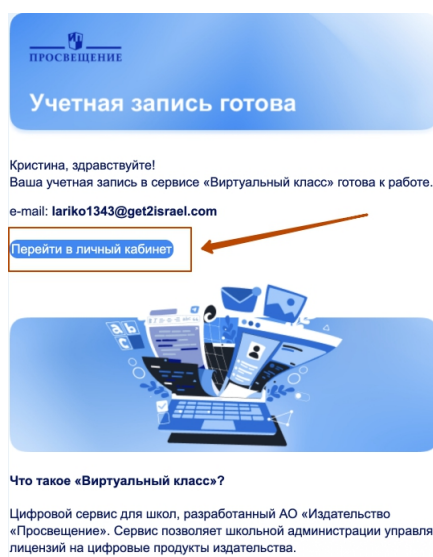 ПРОСВЕЩЕНИЕ
Учетная запись готова
Кристина, здравствуйте!
Ваша учетная запись в сервисе «Виртуальный класс» готова к работе.
e-mail: lariko1343@get2israel.com
Перейти в личный кабинет
a b
c
Что такое «Виртуальный класс»?
Цифровой сервис для школ, разработанный АО «Издательство
«Просвещение». Сервис позволяет школьной администрации управля
лицензий на цифровые продукты издательства.